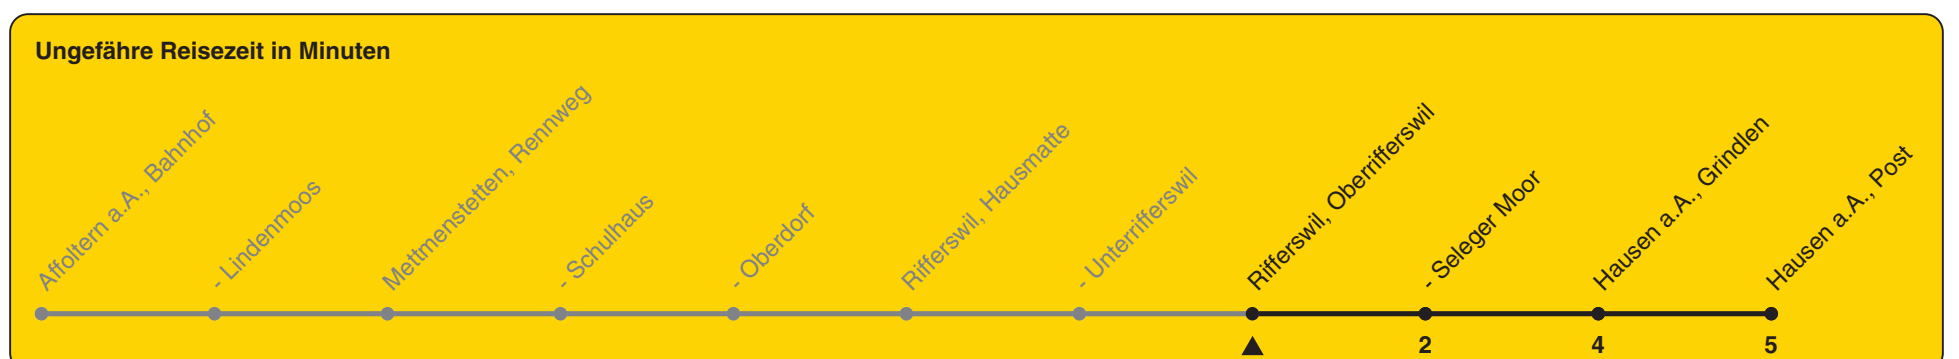 Ungefähre Reisezeit in Minuten
Affoltern a.A., Bahnhof
- Lindenmoos
Mettmenstetten, Rennweg
- Schulhaus
- Oberdorf
Rifferswil, Hausmatte
- Unterrifferswil
Rifferswil, Oberrifferswil
- Seleger Moor
Hausen a.A., Grindlen
Hausen a.A., Post
2 4 5